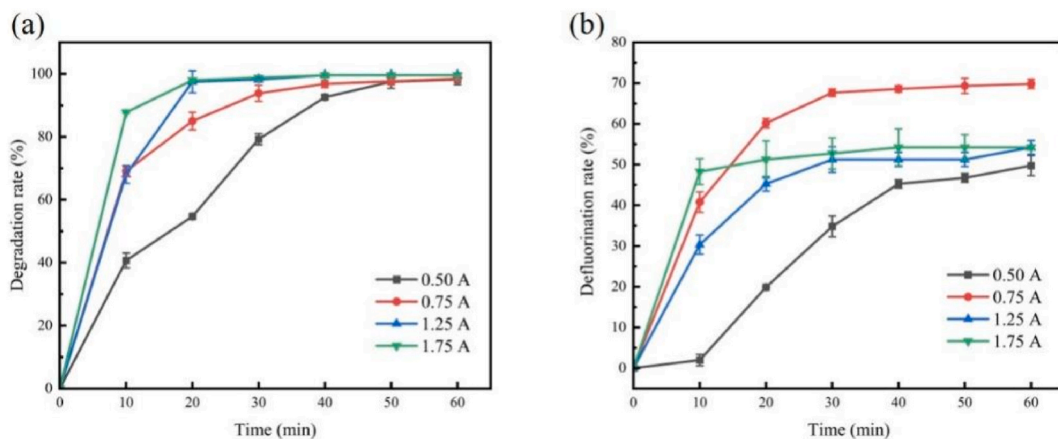 (a)
Degradation rate (%)
100
80
60
40
20
0
0 10 20 30 40 50 60
Time (min)
0.50 A
0.75 A
1.25 A
1.75 A
(b)
Defluorination rate (%)
80
70
60
50
40
30
20
10
0
0 10 20 30 40 50 60
Time (min)
0.50 A
0.75 A
1.25 A
1.75 A